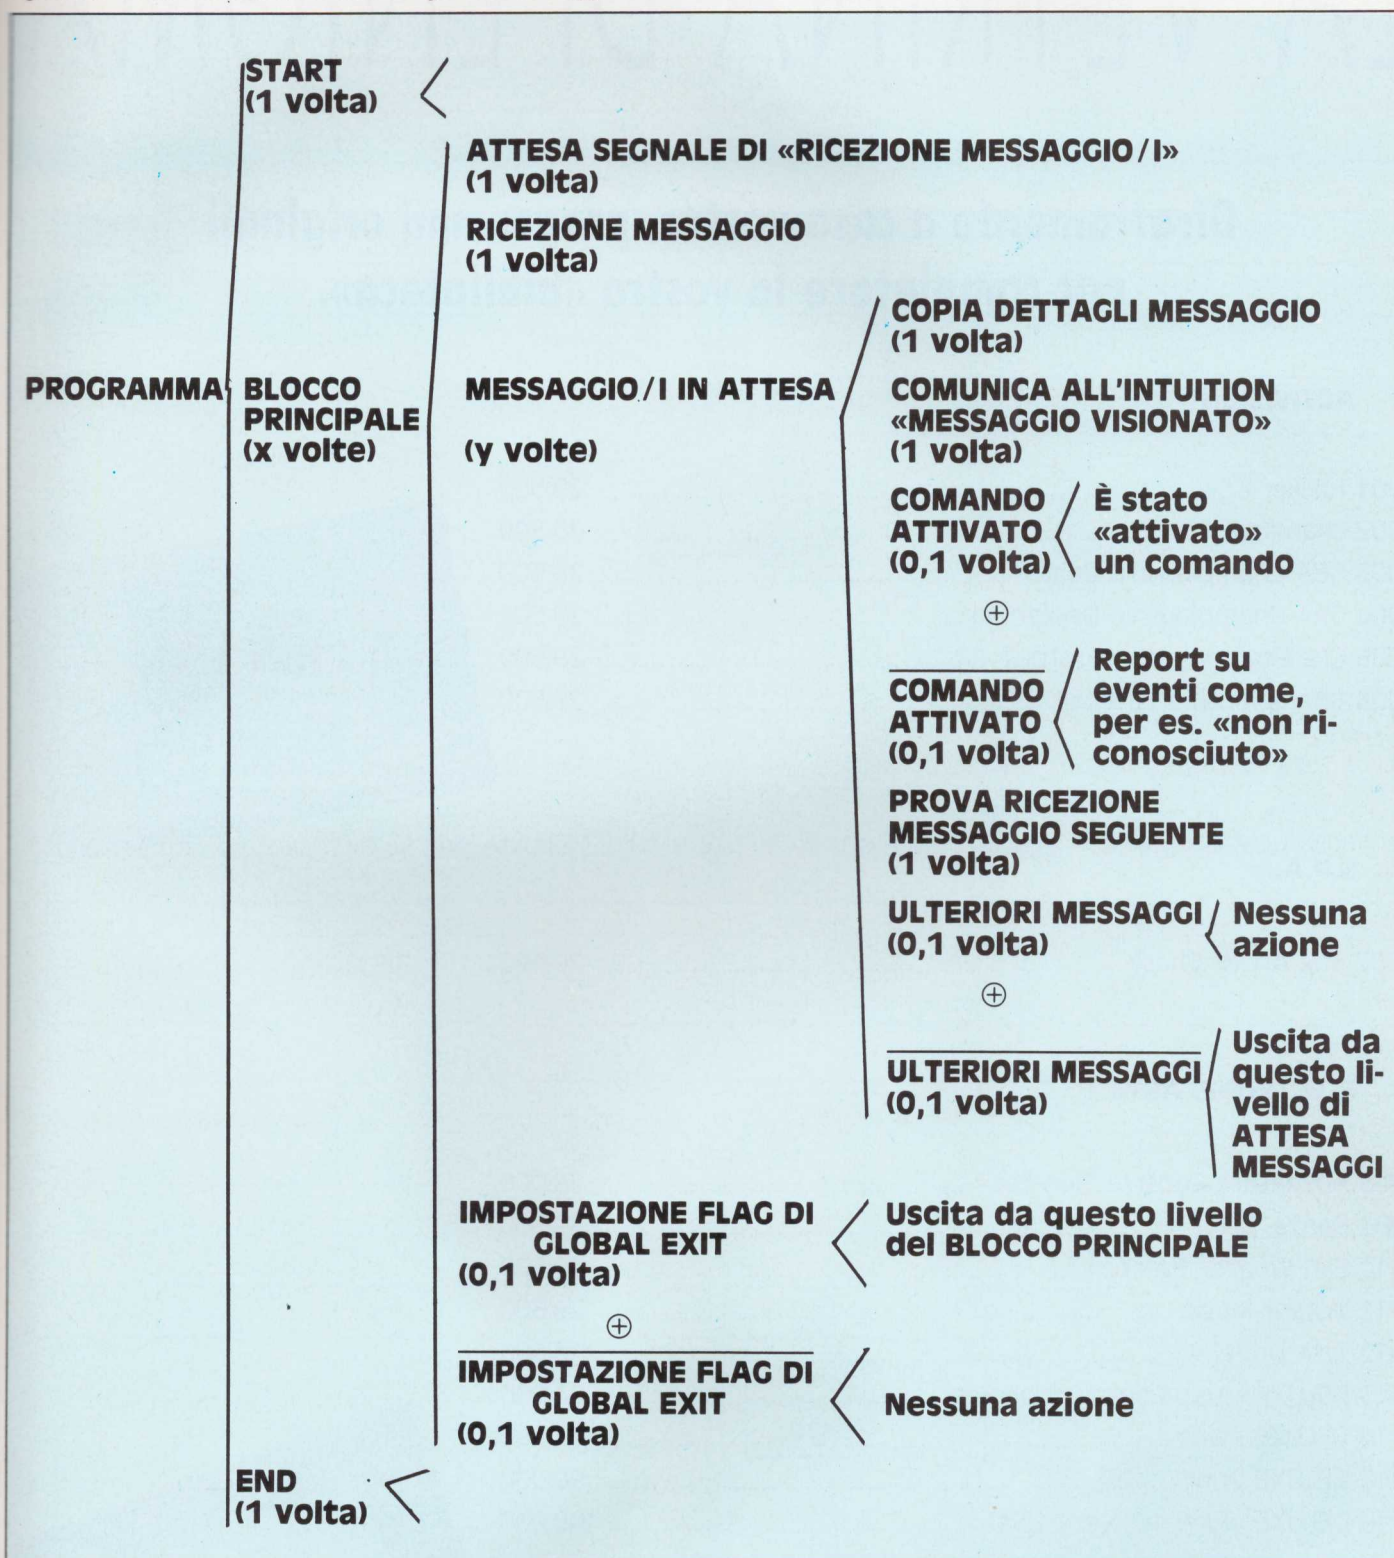 START
(1 volta)
ATTESA SEGNALE DI «RICEZIONE MESSAGGIO/I»
(1 volta)
RICEZIONE MESSAGGIO
(1 volta)
COPIA DETTAGLI MESSAGGIO
(1 volta)
PROGRAMMA
BLOCCO
PRINCIPALE
(x volte)
MESSAGGIO/I IN ATTESA
(y volte)
COMUNICA ALL'INTUITION
«MESSAGGIO VISIONATO»
(1 volta)
COMANDO
ATTIVATO
(0,1 volta)
È stato
«attivato»
un comando
⊕
COMANDO
ATTIVATO
(0,1 volta)
Report su
eventi come,
per es. «non ri-
conosciuto»
PROVA RICEZIONE
MESSAGGIO SEGUENTE
(1 volta)
ULTERIORI MESSAGGI
(0,1 volta)
Nessuna
azione
⊕
ULTERIORI MESSAGGI
(0,1 volta)
Uscita da
questo li-
vello di
ATTESA
MESSAGGI
IMPOSTAZIONE FLAG DI
GLOBAL EXIT
(0,1 volta)
Uscita da questo livello
del BLOCCO PRINCIPALE
⊕
IMPOSTAZIONE FLAG DI
GLOBAL EXIT
(0,1 volta)
Nessuna azione
END
(1 volta)